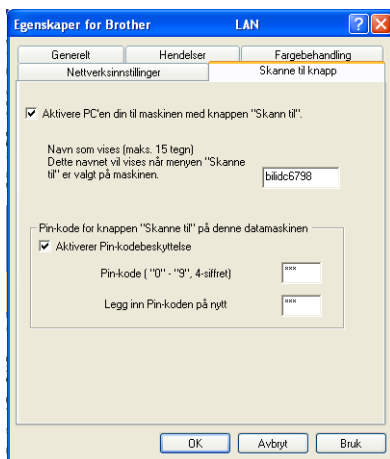 Egenskaper for Brother LAN
Generelt Hendelser Fargebehandling
Nettverksinnstillinger Skanne til knapp
Aktivere PC'en din til maskinen med knappen "Skann til".
Navn som vises (maks. 15 tegn)
Dette navnet vil vises når menyen "Skanne
til" er valgt på maskinen.
bilidc6798
Pin-kode for knappen "Skanne til" på denne datamaskinen
Aktiverer Pin-kodebeskyttelse
Pin-kode ( "0" - "9", 4-siffret) ***
Legg inn Pin-koden på nytt ***
OK Avbryt Bruk